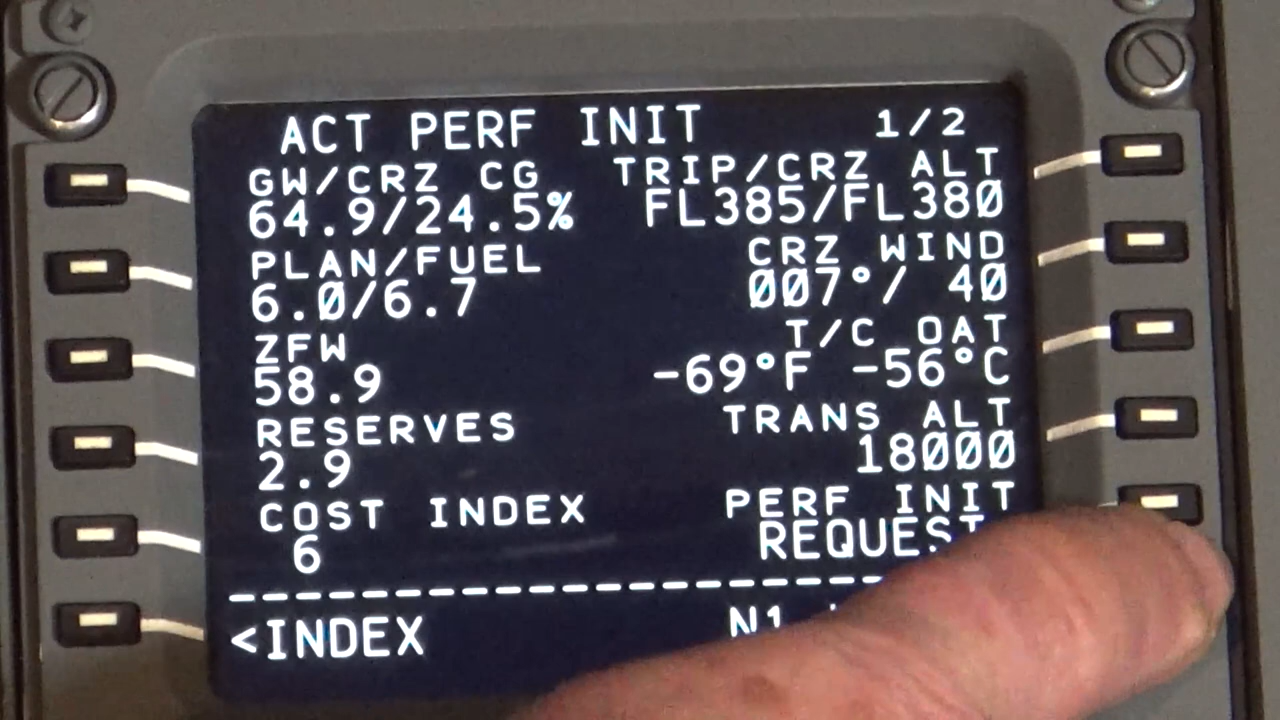 ACT PERF INIT 1/2
GW/CRZ CG TRIP/CRZ ALT
64.9/24.5% FL385/FL380
PLAN/FUEL CRZ WIND
6.0/6.7 007°/ 40
ZFW T/C OAT
58.9 -69°F -56°C
RESERVES TRANS ALT
2.9 18000
COST INDEX PERF INIT
6 REQUEST
<INDEX N1